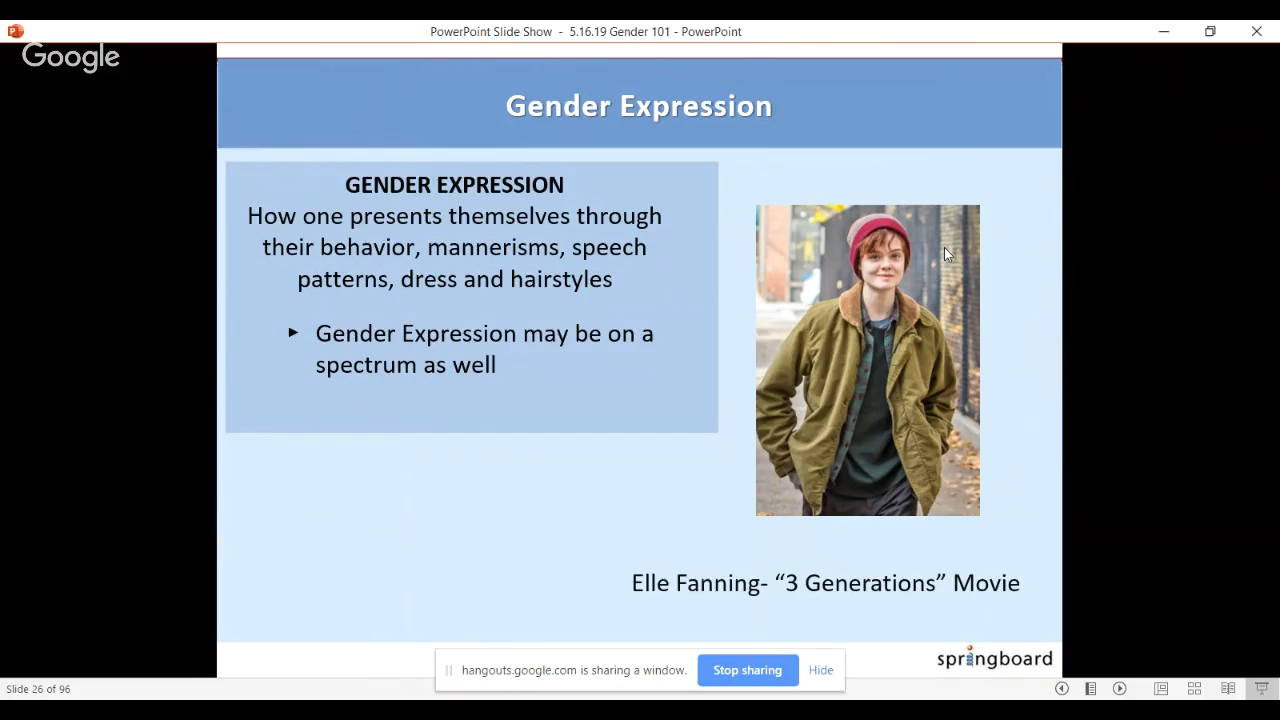 PowerPoint Slide Show - 5.16.19 Gender 101 - PowerPoint
Google
Gender Expression
GENDER EXPRESSION
How one presents themselves through
their behavior, mannerisms, speech
patterns, dress and hairstyles
▸ Gender Expression may be on a
spectrum as well
Elle Fanning- “3 Generations” Movie
springboard
hangouts.google.com is sharing a window.
Stop sharing
Hide
Slide 26 of 96